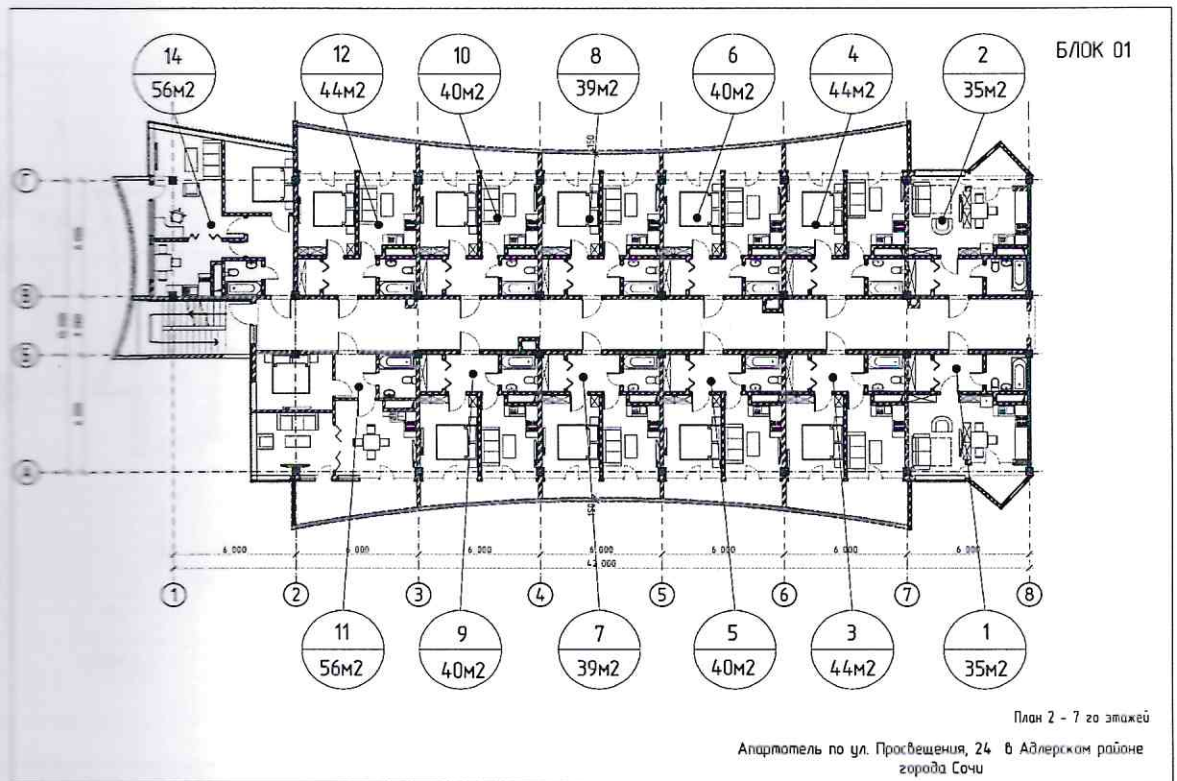 БЛОК 01
14
56м2
12
44м2
10
40м2
8
39м2
6
40м2
4
44м2
2
35м2
Г
В
Б
А
6 000 6 000 6 000 6 000 6 000 6 000 6 000
42 000
1 2 3 4 5 6 7 8
11
56м2
9
40м2
7
39м2
5
40м2
3
44м2
1
35м2
План 2 - 7 го этажей
Апартотель по ул. Просвещения, 24 в Адлерском районе
города Сочи